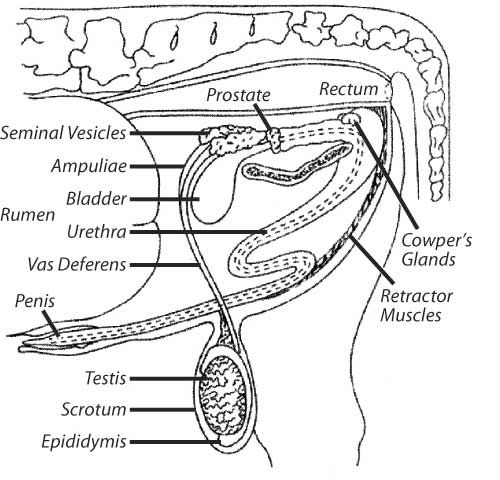 Prostate
Rectum
Seminal Vesicles
Ampuliae
Bladder
Rumen
Urethra
Vas Deferens
Cowper's
Glands
Penis
Retractor
Muscles
Testis
Scrotum
Epididymis